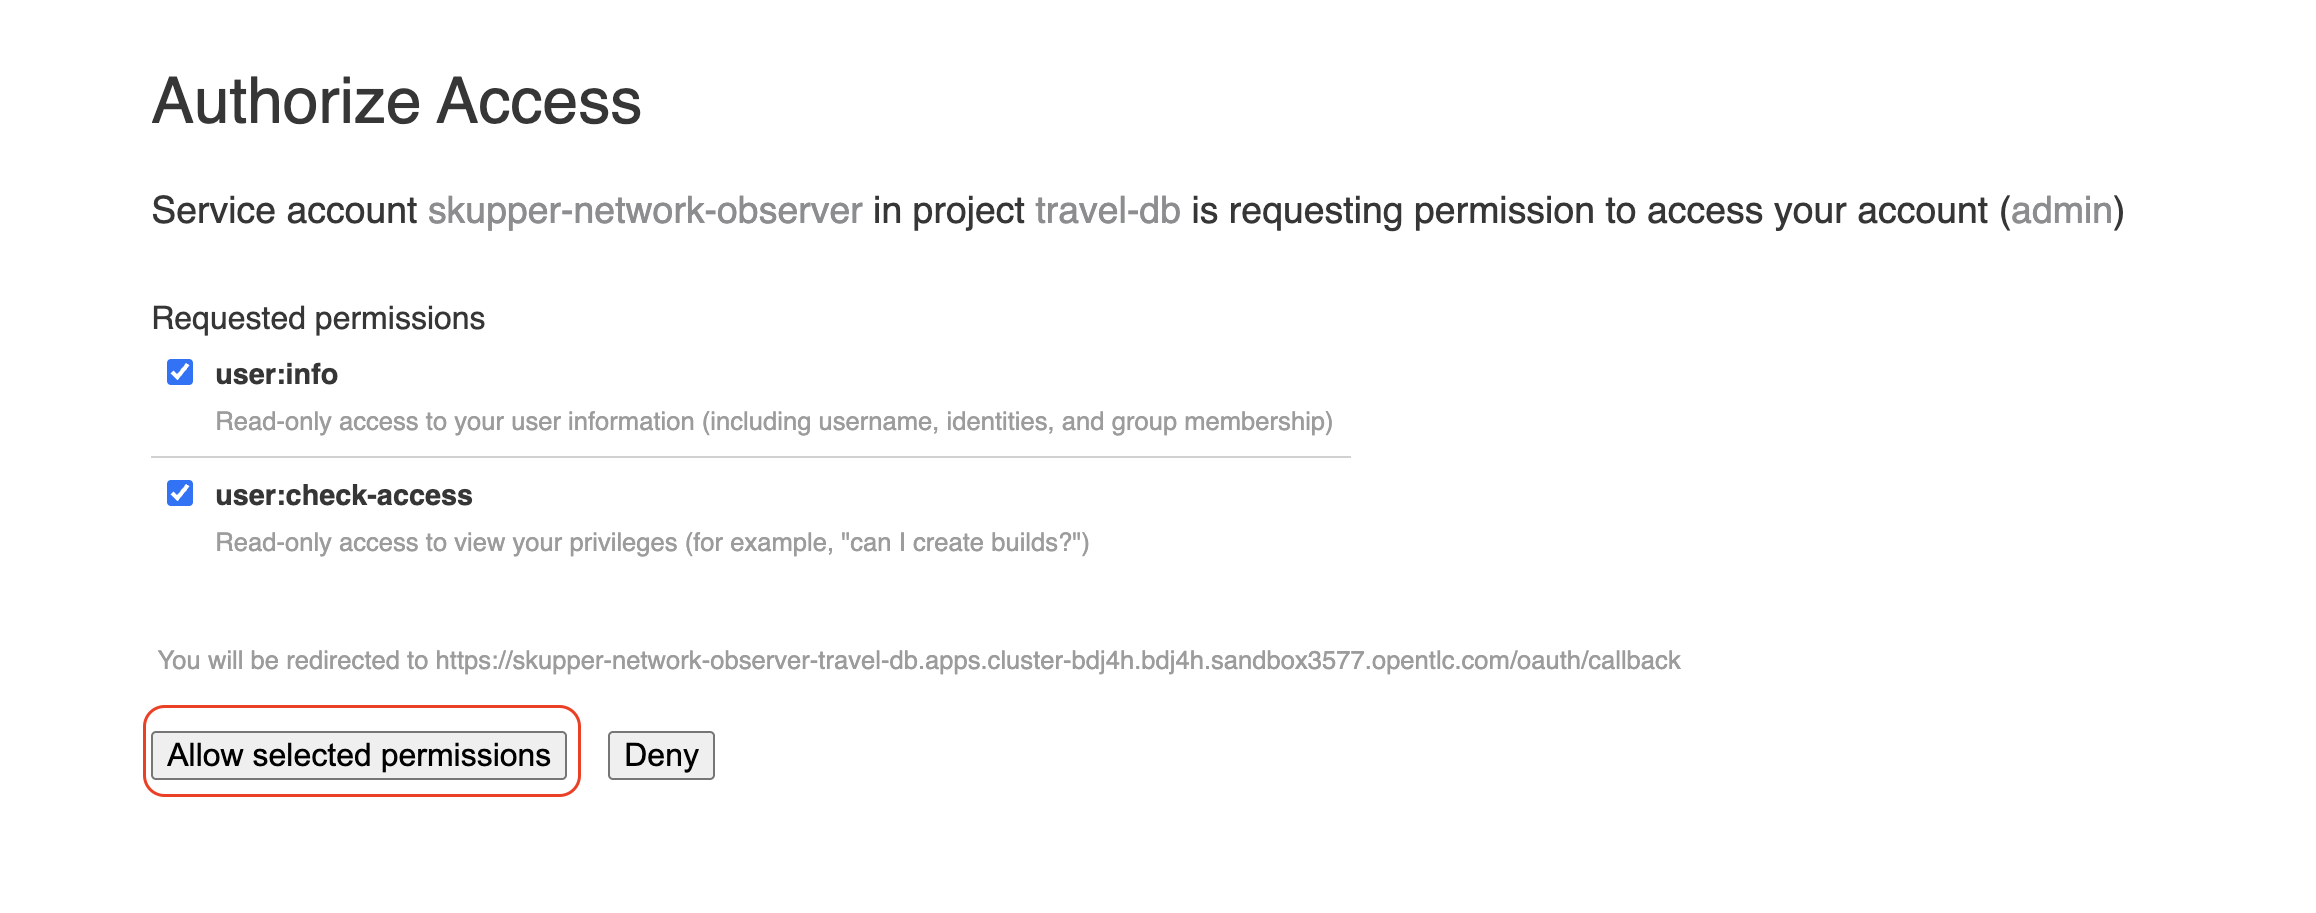 Authorize Access
Service account skupper-network-observer in project travel-db is requesting permission to access your account (admin)
Requested permissions
user:info
Read-only access to your user information (including username, identities, and group membership)
user:check-access
Read-only access to view your privileges (for example, "can I create builds?")
You will be redirected to https://skupper-network-observer-travel-db.apps.cluster-bdj4h.bdj4h.sandbox3577.opentlc.com/oauth/callback
Allow selected permissions Deny